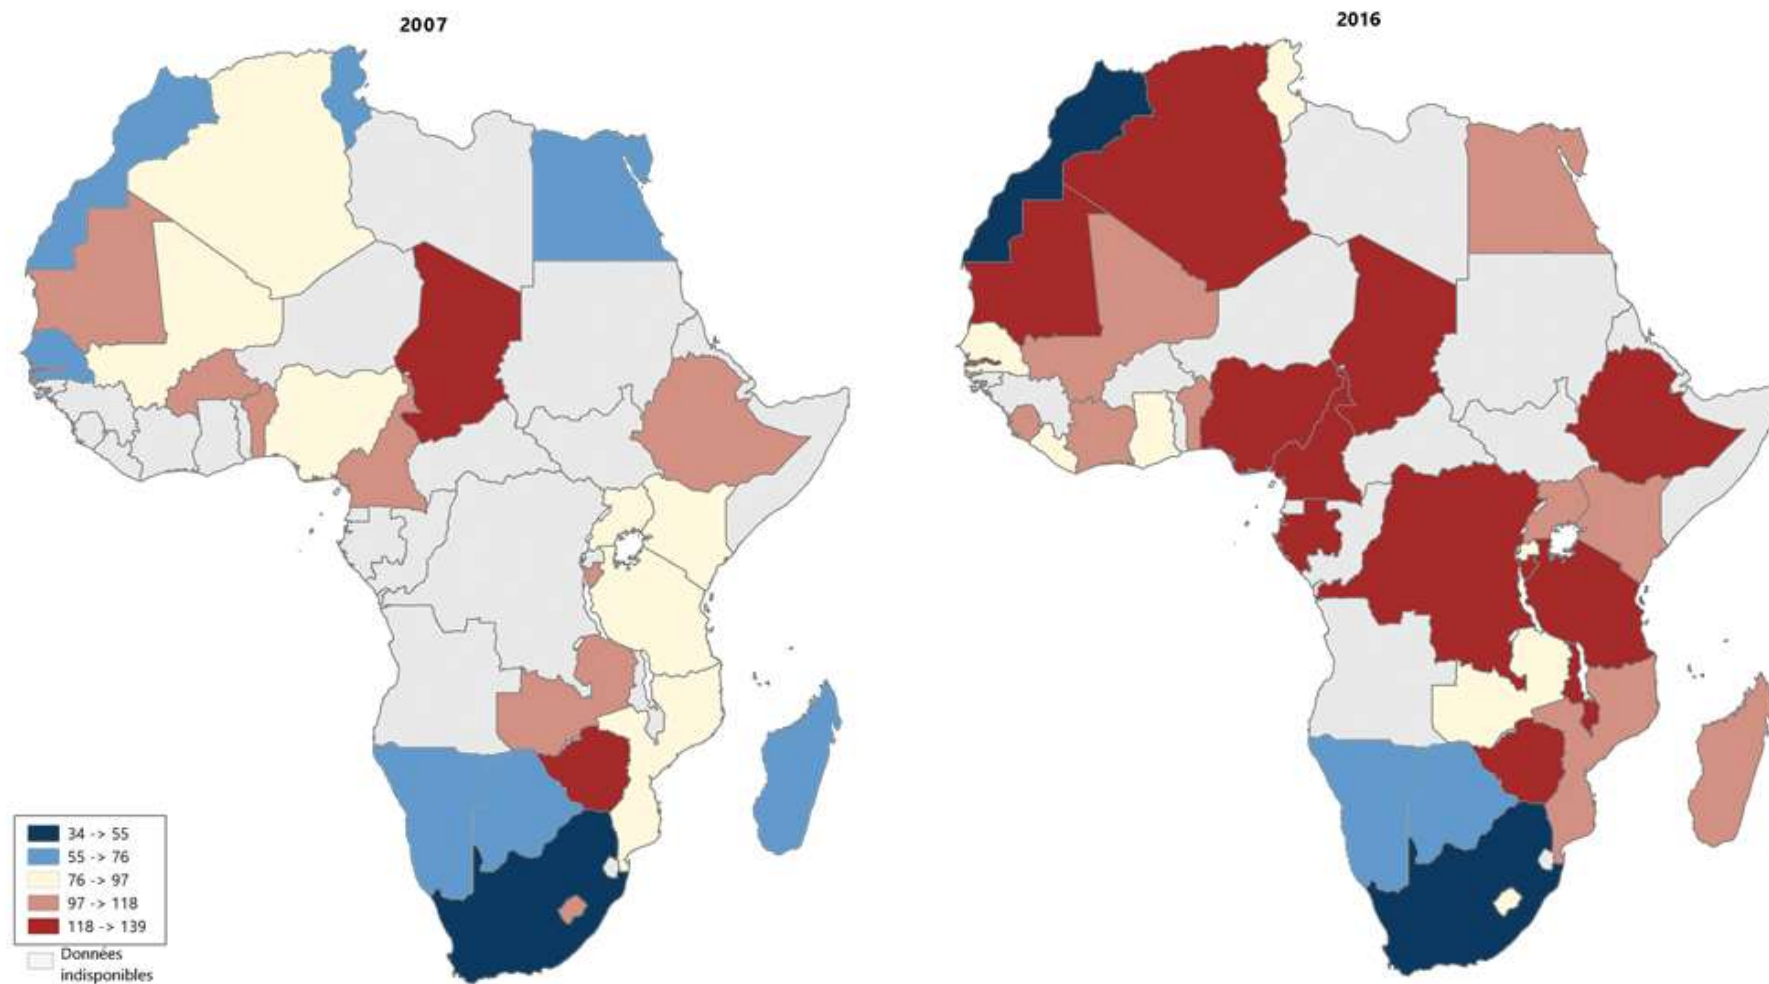 2007
2016
34 -> 55
55 -> 76
76 -> 97
97 -> 118
118 -> 139
Données
indisponibles